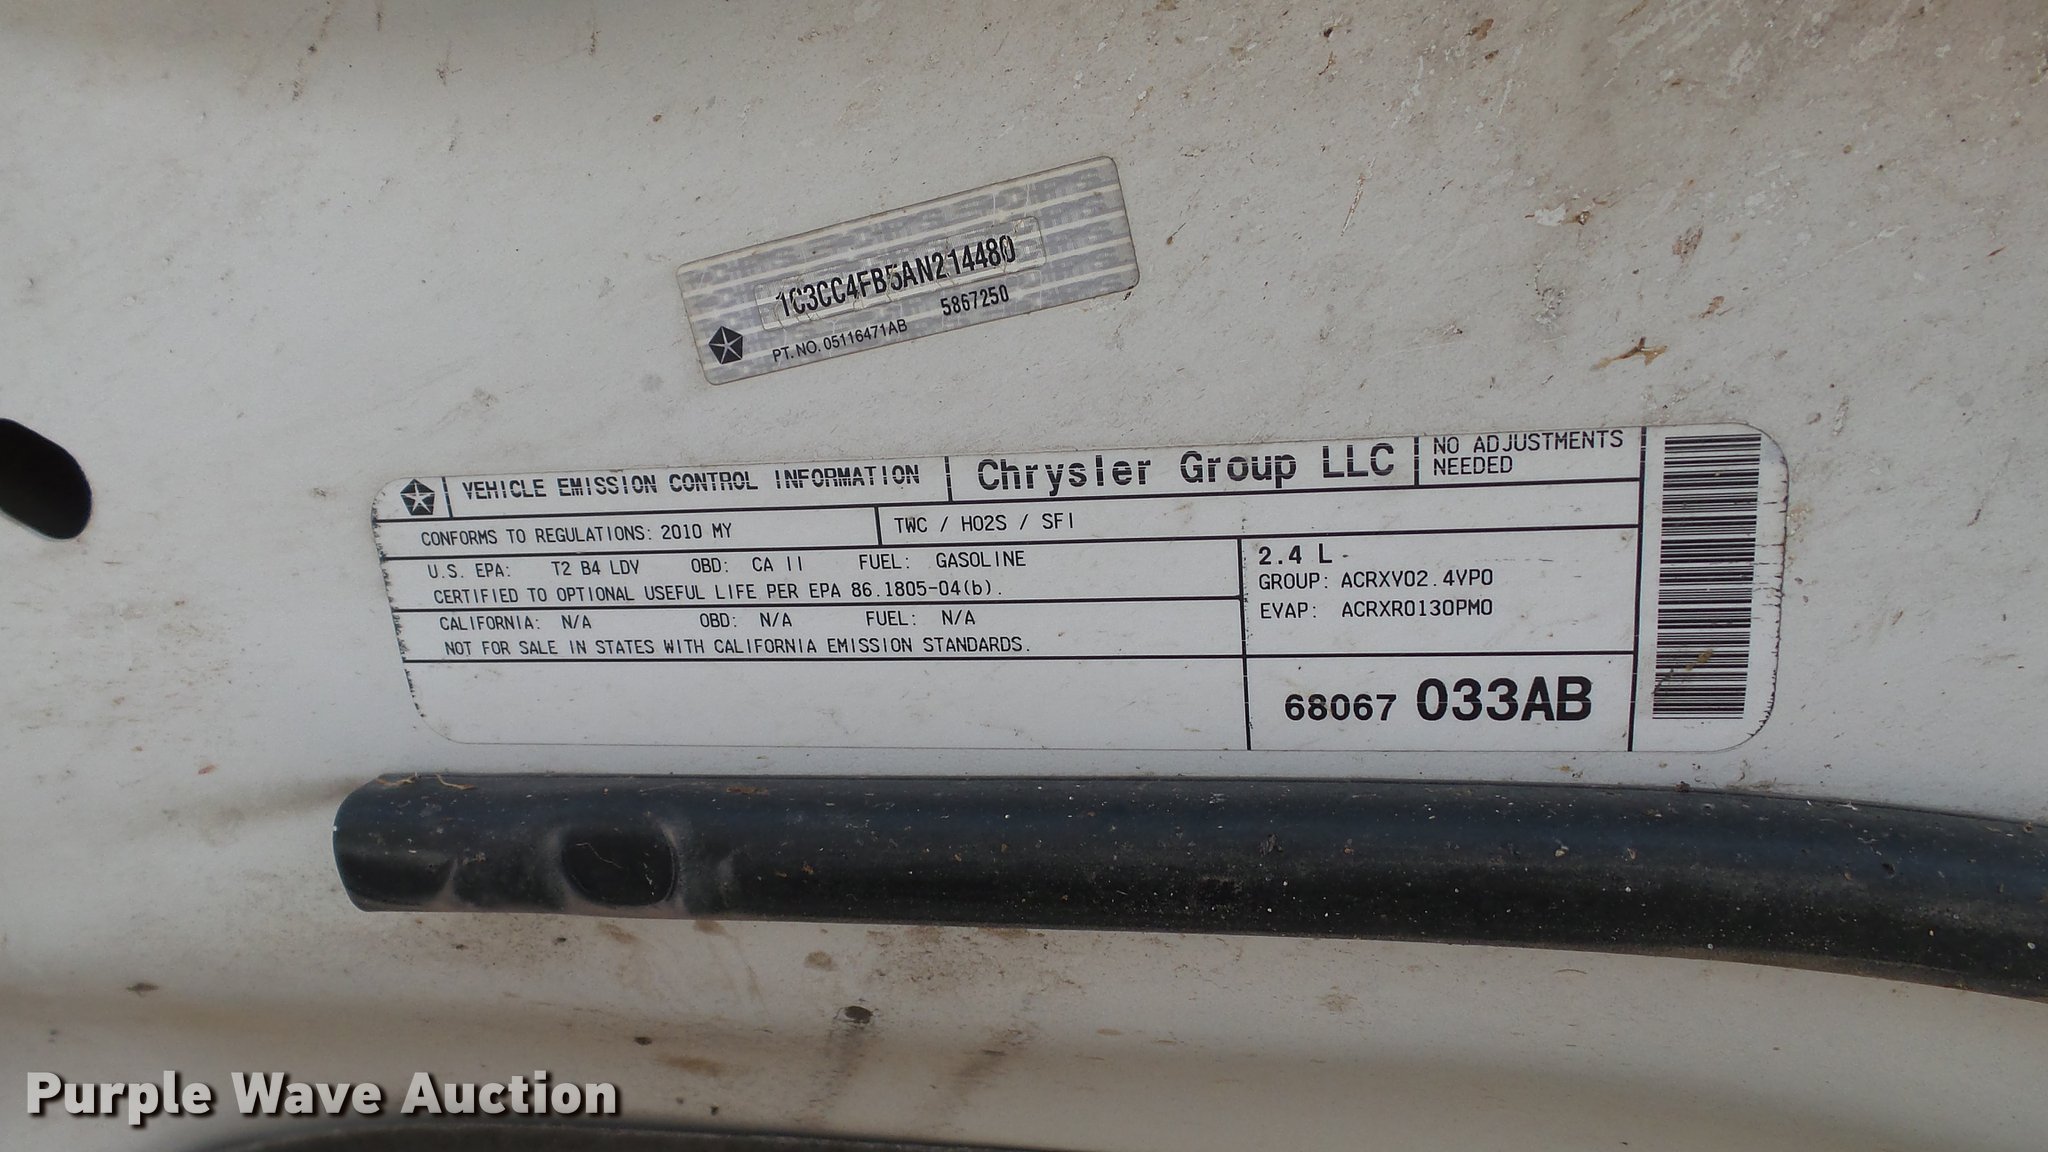 1C3CC4FB5AN214480
PT. NO. 05116471AB 5867250
VEHICLE EMISSION CONTROL INFORMATION Chrysler Group LLC NO ADJUSTMENTS
NEEDED
CONFORMS TO REGULATIONS: 2010 MY TWC / HO2S / SFI
U.S. EPA: T2 B4 LDV OBD: CA II FUEL: GASOLINE
CERTIFIED TO OPTIONAL USEFUL LIFE PER EPA 86.1805-04(b).
CALIFORNIA: N/A OBD: N/A FUEL: N/A
NOT FOR SALE IN STATES WITH CALIFORNIA EMISSION STANDARDS.
2.4 L
GROUP: ACRXV02.4VP0
EVAP: ACRXR0130PM0
68067 033AB
Purple Wave Auction